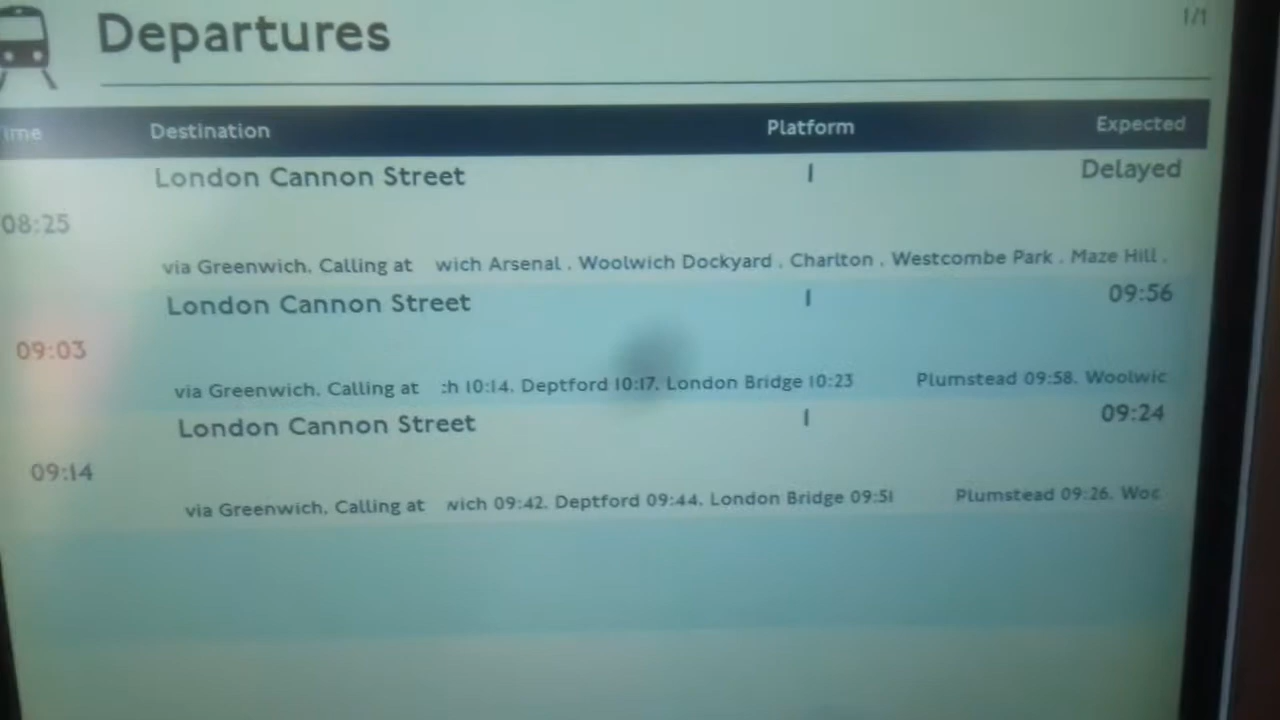 Departures
1/1
Destination Platform Expected
London Cannon Street 1 Delayed
08:25
via Greenwich. Calling at wich Arsenal . Woolwich Dockyard . Charlton . Westcombe Park . Maze Hill .
London Cannon Street 1 09:56
09:03
via Greenwich. Calling at :h 10:14. Deptford 10:17. London Bridge 10:23 Plumstead 09:58. Woolwic
London Cannon Street 1 09:24
09:14
via Greenwich. Calling at wich 09:42. Deptford 09:44. London Bridge 09:51 Plumstead 09:26. Woo